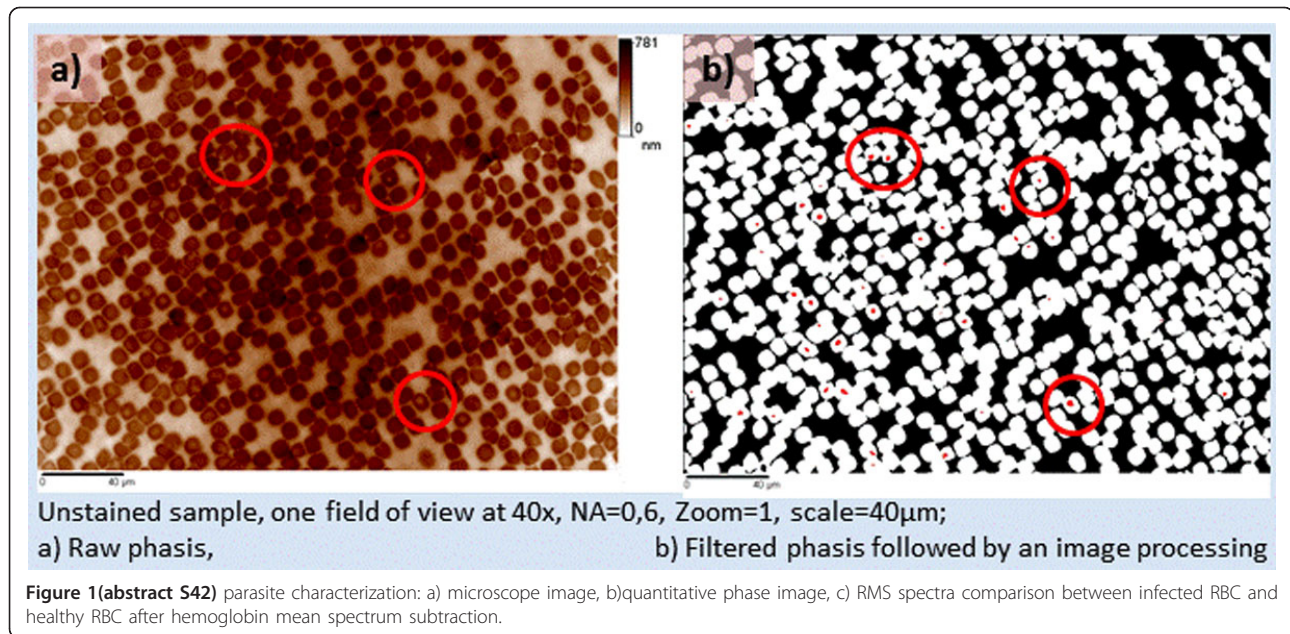 a)
781
0
nm
b)
0 40 µm
0 40 µm
Unstained sample, one field of view at 40x, NA=0,6, Zoom=1, scale=40µm;
a) Raw phasis, b) Filtered phasis followed by an image processing
Figure 1(abstract S42) parasite characterization: a) microscope image, b)quantitative phase image, c) RMS spectra comparison between infected RBC and
healthy RBC after hemoglobin mean spectrum subtraction.